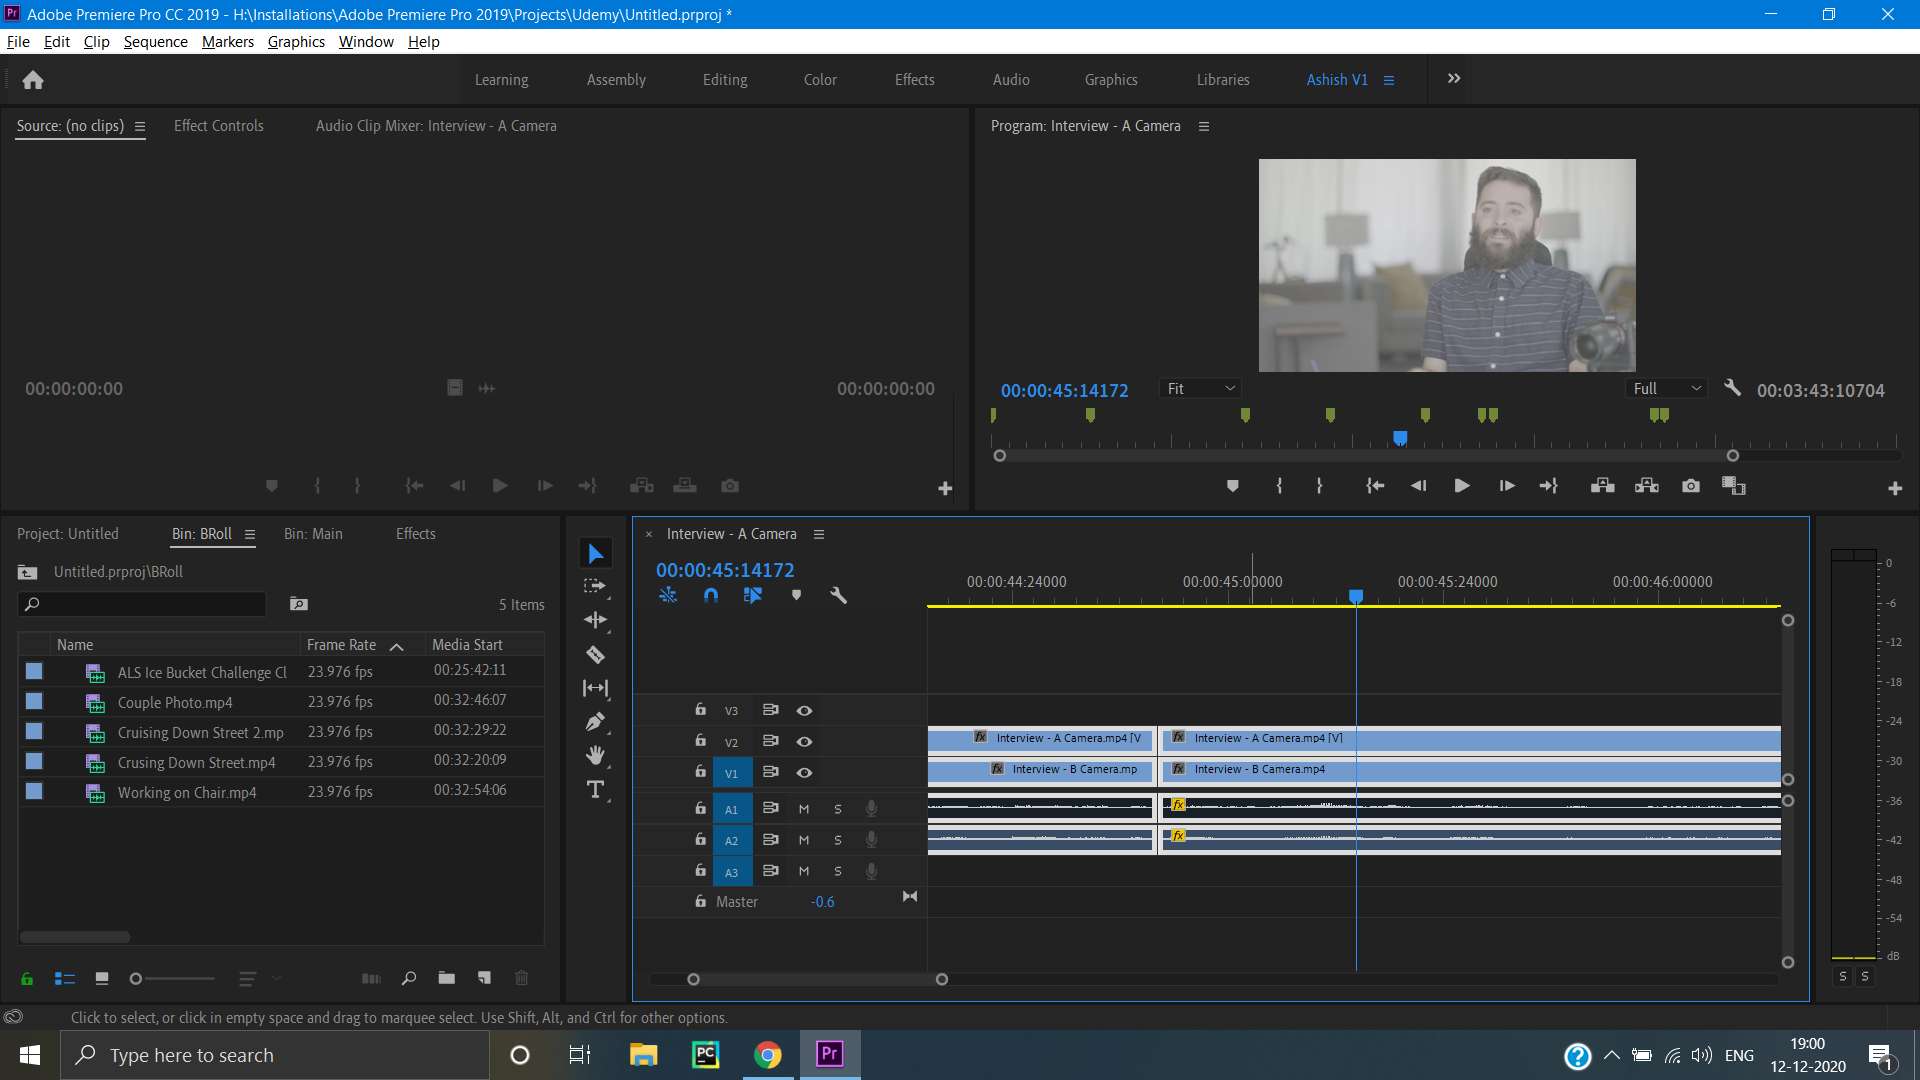 Pr Adobe Premiere Pro CC 2019 - H:\Installations\Adobe Premiere Pro 2019\Projects\Udemy\Untitled.prproj *
File Edit Clip Sequence Markers Graphics Window Help
Learning Assembly Editing Color Effects Audio Graphics Libraries Ashish V1
Source: (no clips) Effect Controls Audio Clip Mixer: Interview - A Camera
Program: Interview - A Camera
00:00:00:00 00:00:00:00
00:00:45:14172 Fit Full 00:03:43:10704
Project: Untitled Bin: BRoll Bin: Main Effects
Untitled.prproj\BRoll
5 Items
Name Frame Rate Media Start
ALS Ice Bucket Challenge Cl 23.976 fps 00:25:42:11
Couple Photo.mp4 23.976 fps 00:32:46:07
Cruising Down Street 2.mp 23.976 fps 00:32:29:22
Crusing Down Street.mp4 23.976 fps 00:32:20:09
Working on Chair.mp4 23.976 fps 00:32:54:06
Interview - A Camera
00:00:45:14172
00:00:44:24000 00:00:45:00000 00:00:45:24000 00:00:46:00000
V3
V2 fx Interview - A Camera.mp4 [V fx Interview - A Camera.mp4 [V]
V1 fx Interview - B Camera.mp fx Interview - B Camera.mp4
A1 M S fx
A2 M S fx
A3 M S
Master -0.6
0
-6
-12
-18
-24
-30
-36
-42
-48
-54
dB
S S
Click to select, or click in empty space and drag to marquee select. Use Shift, Alt, and Ctrl for other options.
Type here to search
PC
Pr
ENG
19:00
12-12-2020
1